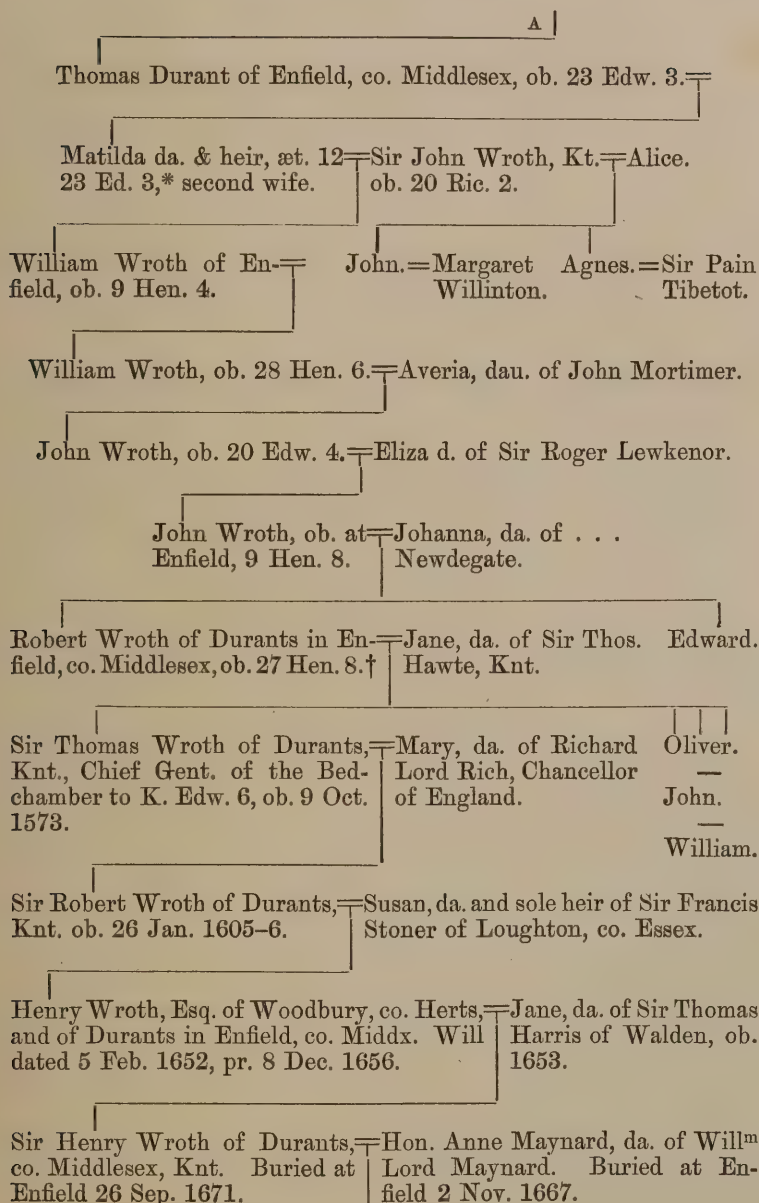 A
Thomas Durant of Enfield, co. Middlesex, ob. 23 Edw. 3.
Matilda da. & heir, æt. 12 Sir John Wroth, Kt. Alice.
23 Ed. 3,* second wife. ob. 20 Ric. 2.
William Wroth of En- John.=Margaret Agnes.=Sir Pain
field, ob. 9 Hen. 4. Willinton. Tibetot.
William Wroth, ob. 28 Hen. 6. Averia, dau. of John Mortimer.
John Wroth, ob. 20 Edw. 4. Eliza d. of Sir Roger Lewkenor.
John Wroth, ob. at Johanna, da. of . . .
Enfield, 9 Hen. 8. Newdegate.
Robert Wroth of Durants in En- Jane, da. of Sir Thos. Edward.
field, co. Middlesex, ob. 27 Hen. 8.† Hawte, Knt.
Sir Thomas Wroth of Durants, Mary, da. of Richard Oliver.
Knt., Chief Gent. of the Bed- Lord Rich, Chancellor —
chamber to K. Edw. 6, ob. 9 Oct. of England. John.
1573. —
William.
Sir Robert Wroth of Durants, Susan, da. and sole heir of Sir Francis
Knt. ob. 26 Jan. 1605–6. Stoner of Loughton, co. Essex.
Henry Wroth, Esq. of Woodbury, co. Herts, Jane, da. of Sir Thomas
and of Durants in Enfield, co. Middx. Will Harris of Walden, ob.
dated 5 Feb. 1652, pr. 8 Dec. 1656. 1653.
Sir Henry Wroth of Durants, Hon. Anne Maynard, da. of Willᵐ
co. Middlesex, Knt. Buried at Lord Maynard. Buried at En-
Enfield 26 Sep. 1671. field 2 Nov. 1667.